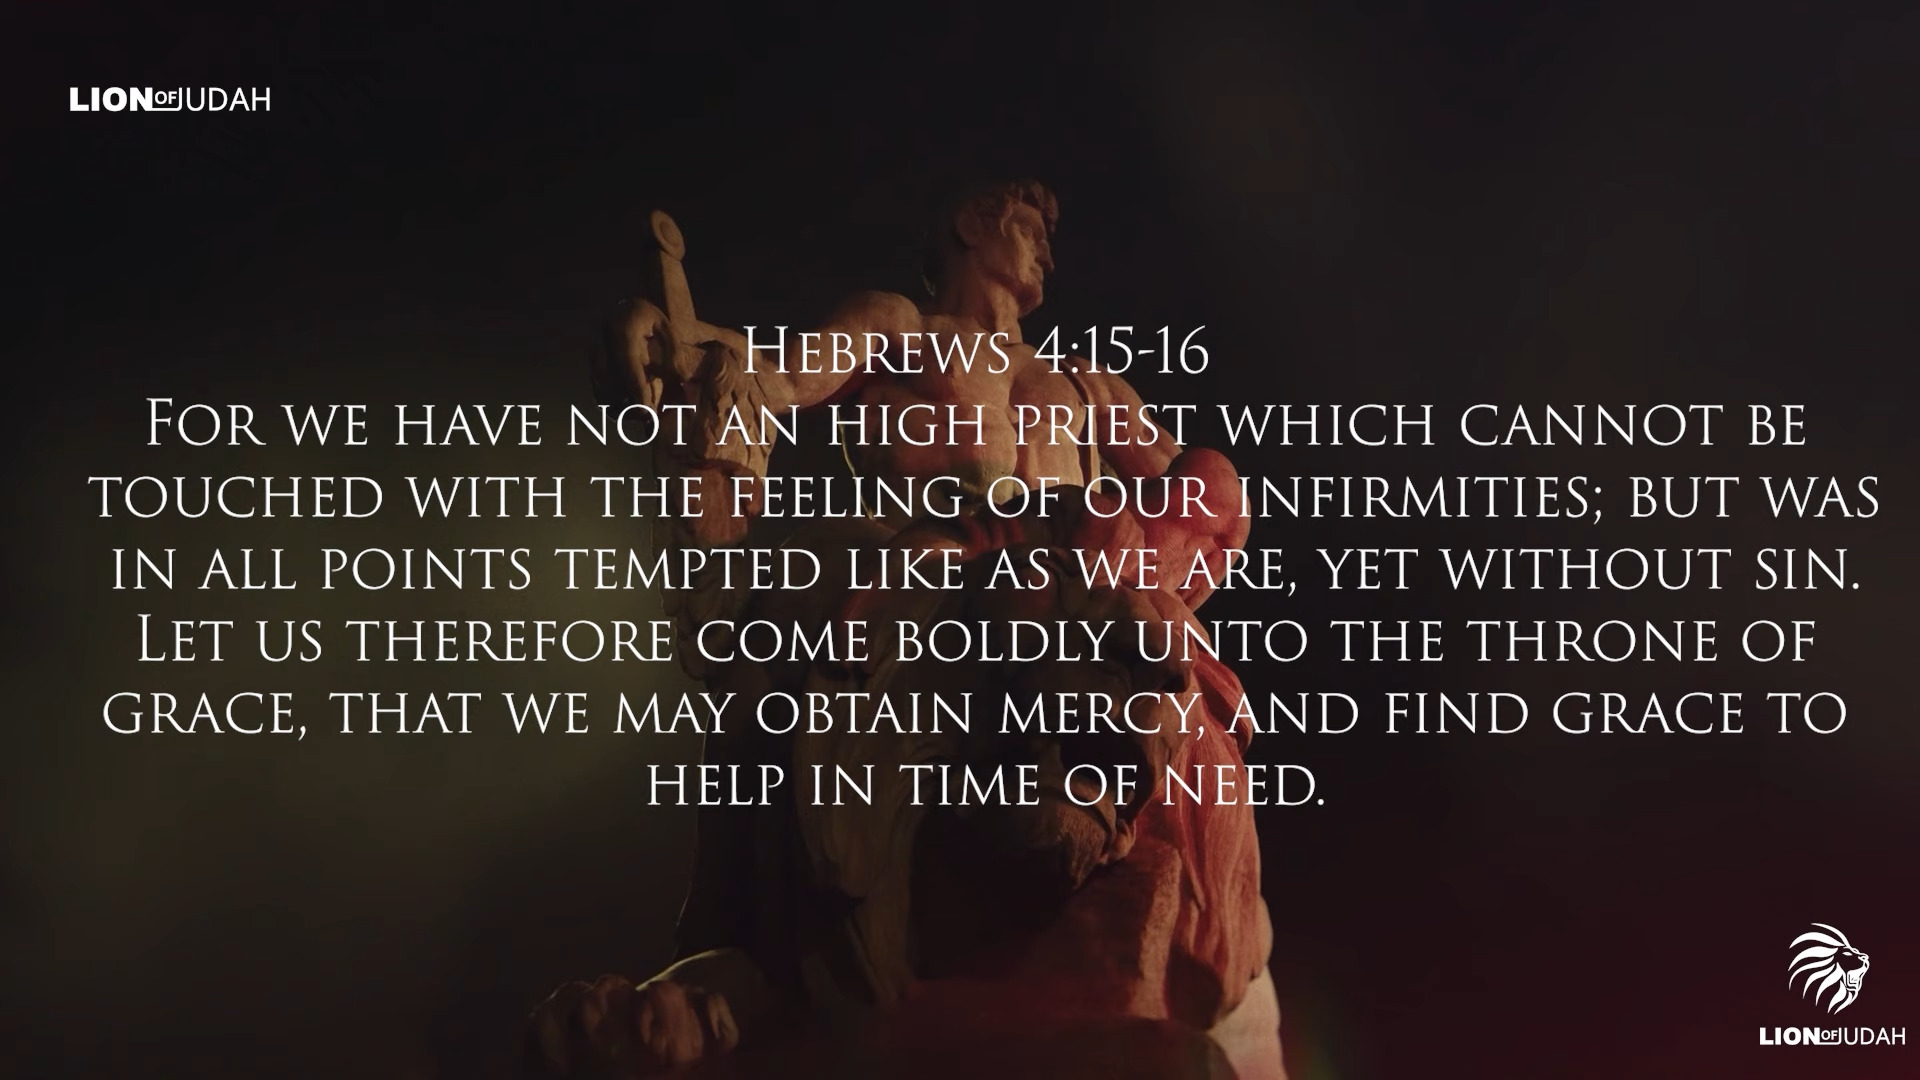 LION OF JUDAH
Hebrews 4:15-16
For we have not an high priest which cannot be
touched with the feeling of our infirmities; but was
in all points tempted like as we are, yet without sin.
Let us therefore come boldly unto the throne of
grace, that we may obtain mercy, and find grace to
help in time of need.
LION OF JUDAH